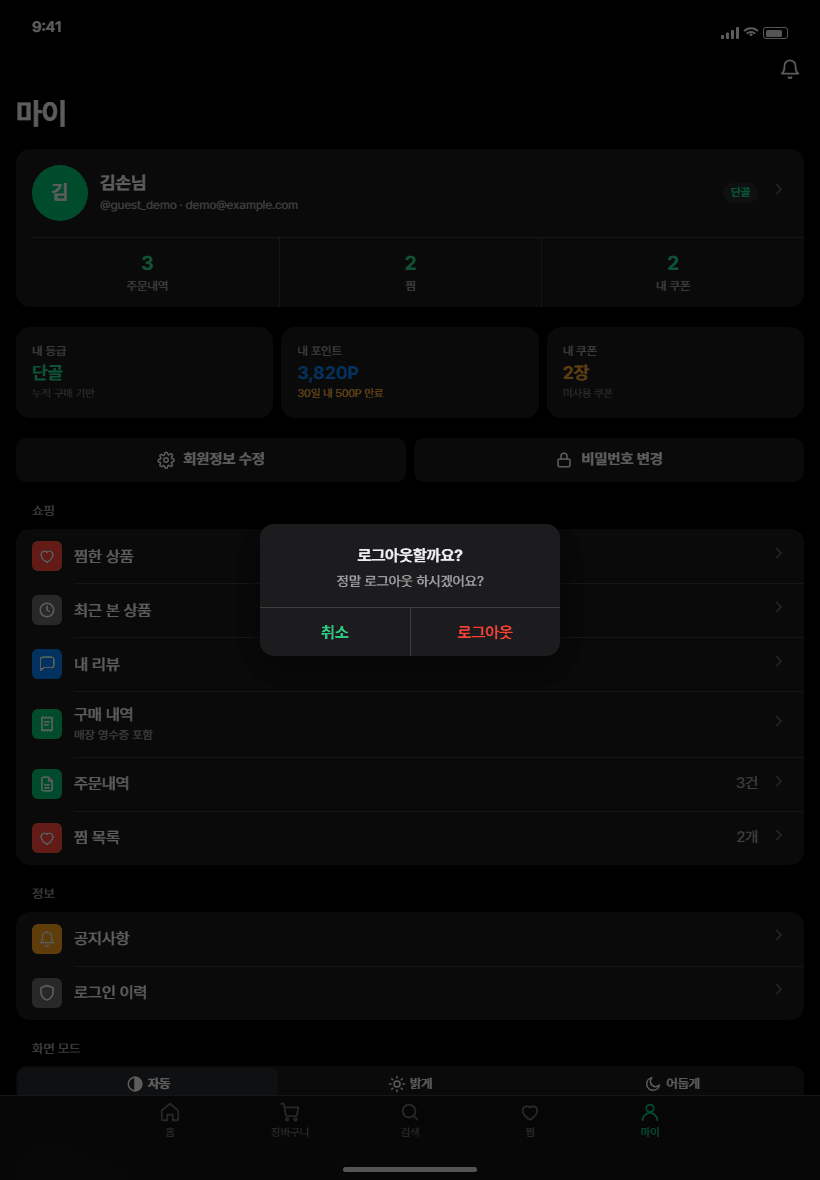 9:41
마이
김
김손님
@guest_demo · demo@example.com
단골
3
주문내역
2
찜
2
내 쿠폰
내 등급
단골
누적 구매 기반
내 포인트
3,820P
30일 내 500P 만료
내 쿠폰
2장
미사용 쿠폰
회원정보 수정
비밀번호 변경
쇼핑
찜한 상품
최근 본 상품
내 리뷰
구매 내역
매장 영수증 포함
주문내역
3건
찜 목록
2개
로그아웃할까요?
정말 로그아웃 하시겠어요?
취소
로그아웃
정보
공지사항
로그인 이력
화면 모드
자동
밝게
어둡게
홈
장바구니
검색
찜
마이